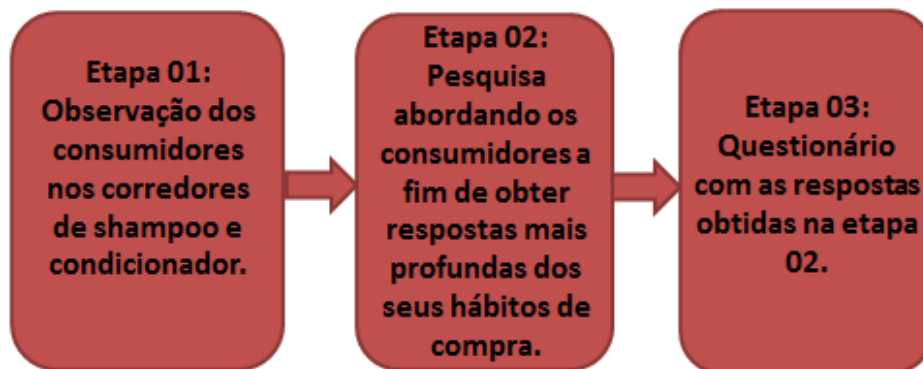 Etapa 01:
Observação dos
consumidores
nos corredores
de shampoo e
condicionador.
Etapa 02:
Pesquisa
abordando os
consumidores a
fim de obter
respostas mais
profundas dos
seus hábitos de
compra.
Etapa 03:
Questionário
com as respostas
obtidas na etapa
02.